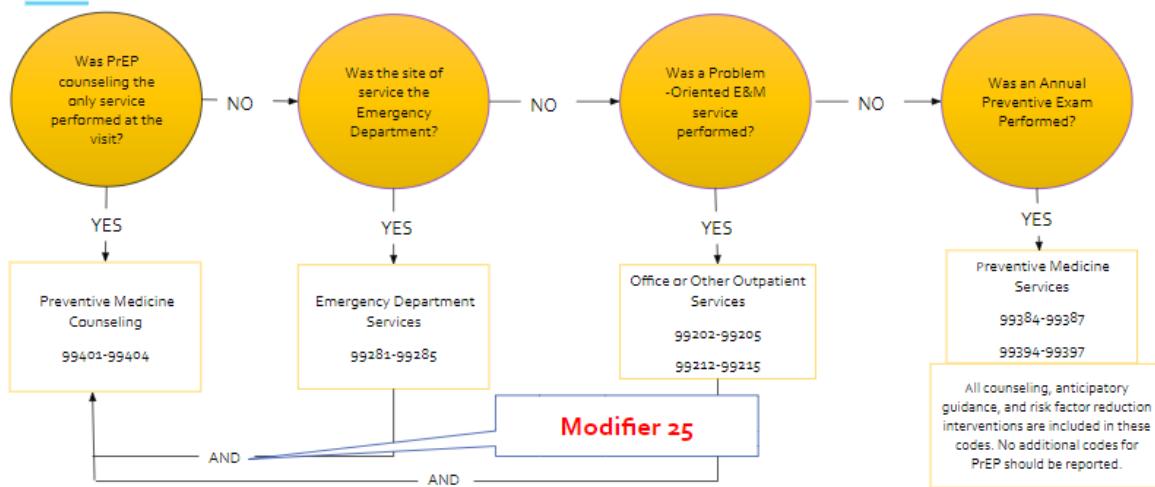 Was PrEP
counseling the
only service
performed at the
visit?
NO
Was the site of
service the
Emergency
Department?
NO
Was a Problem
-Oriented E&M
service
performed?
NO
Was an Annual
Preventive Exam
Performed?
YES
YES
YES
YES
Preventive Medicine
Counseling
99401-99404
Emergency Department
Services
99281-99285
Office or Other Outpatient
Services
99202-99205
99212-99215
Preventive Medicine
Services
99384-99387
99394-99397
All counseling, anticipatory
guidance, and risk factor reduction
interventions are included in these
codes. No additional codes for
PrEP should be reported.
Modifier 25
AND
AND